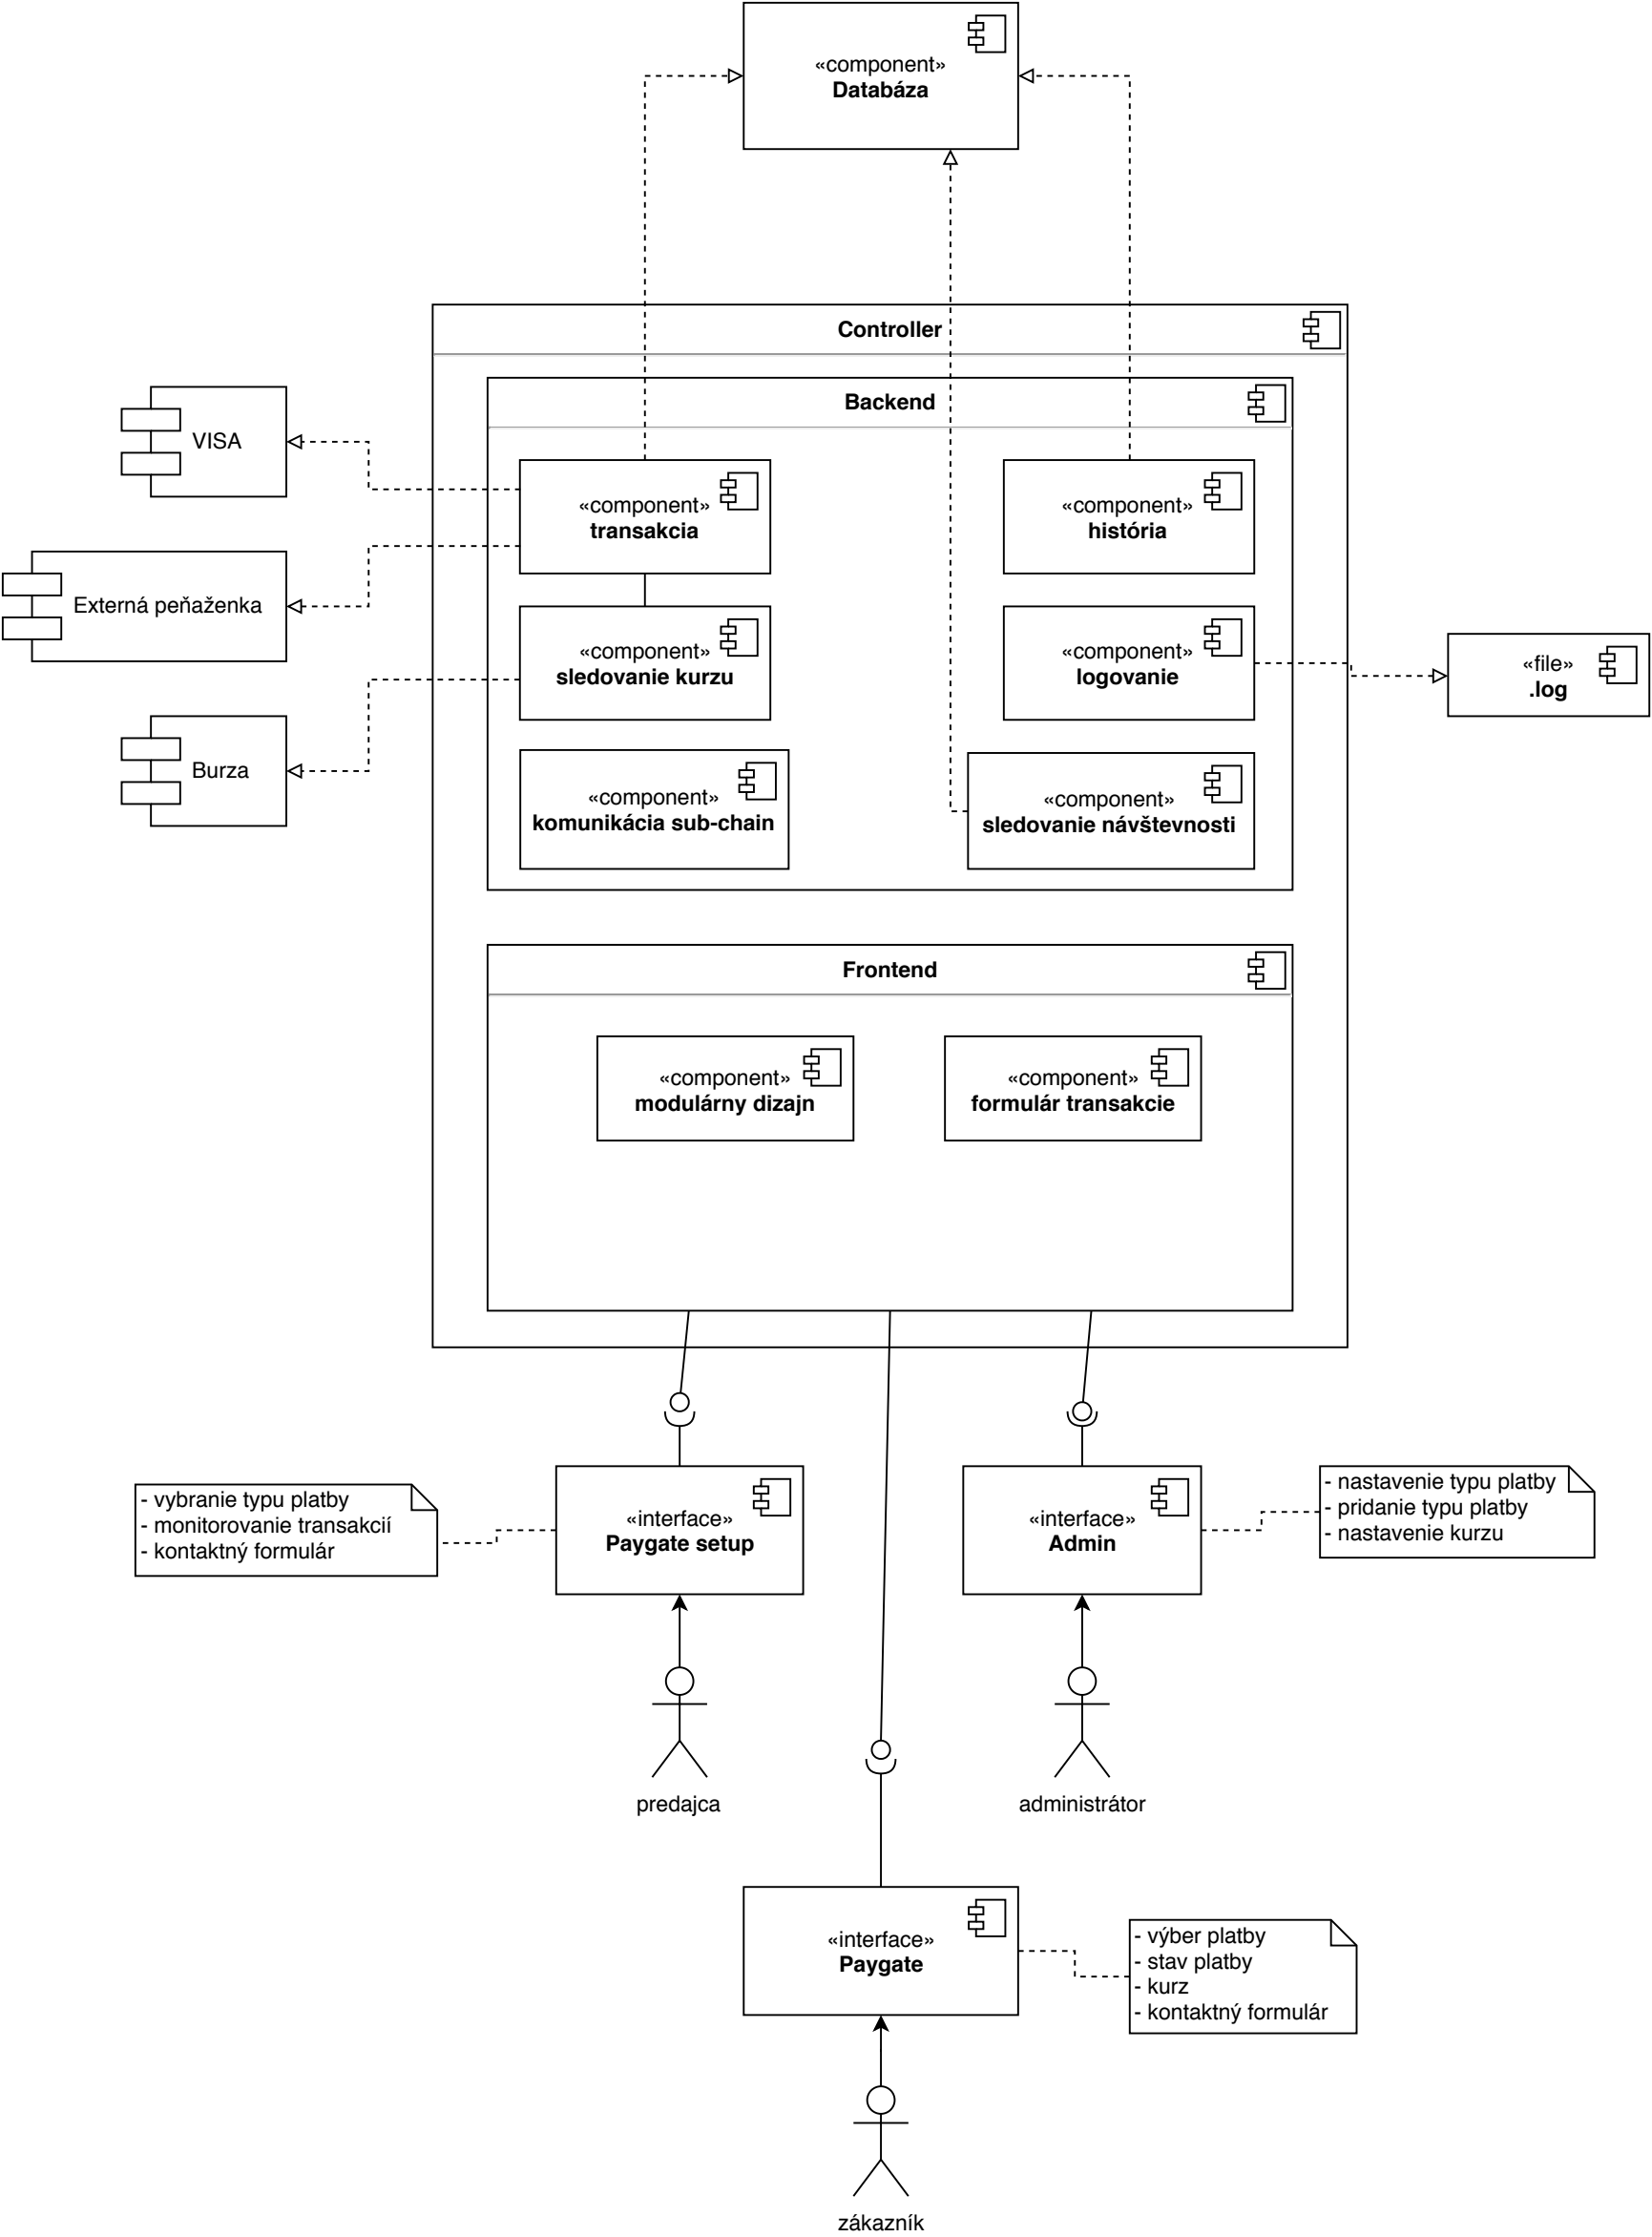 «component»
Databáza
Controller
Backend
VISA
«component»
transakcia
«component»
história
Externá peňaženka
«component»
sledovanie kurzu
«component»
logovanie
«file»
.log
Burza
«component»
komunikácia sub-chain
«component»
sledovanie návštevnosti
Frontend
«component»
modulárny dizajn
«component»
formulár transakcie
- vybranie typu platby
- monitorovanie transakcií
- kontaktný formulár
«interface»
Paygate setup
«interface»
Admin
- nastavenie typu platby
- pridanie typu platby
- nastavenie kurzu
predajca
administrátor
«interface»
Paygate
- výber platby
- stav platby
- kurz
- kontaktný formulár
zákazník